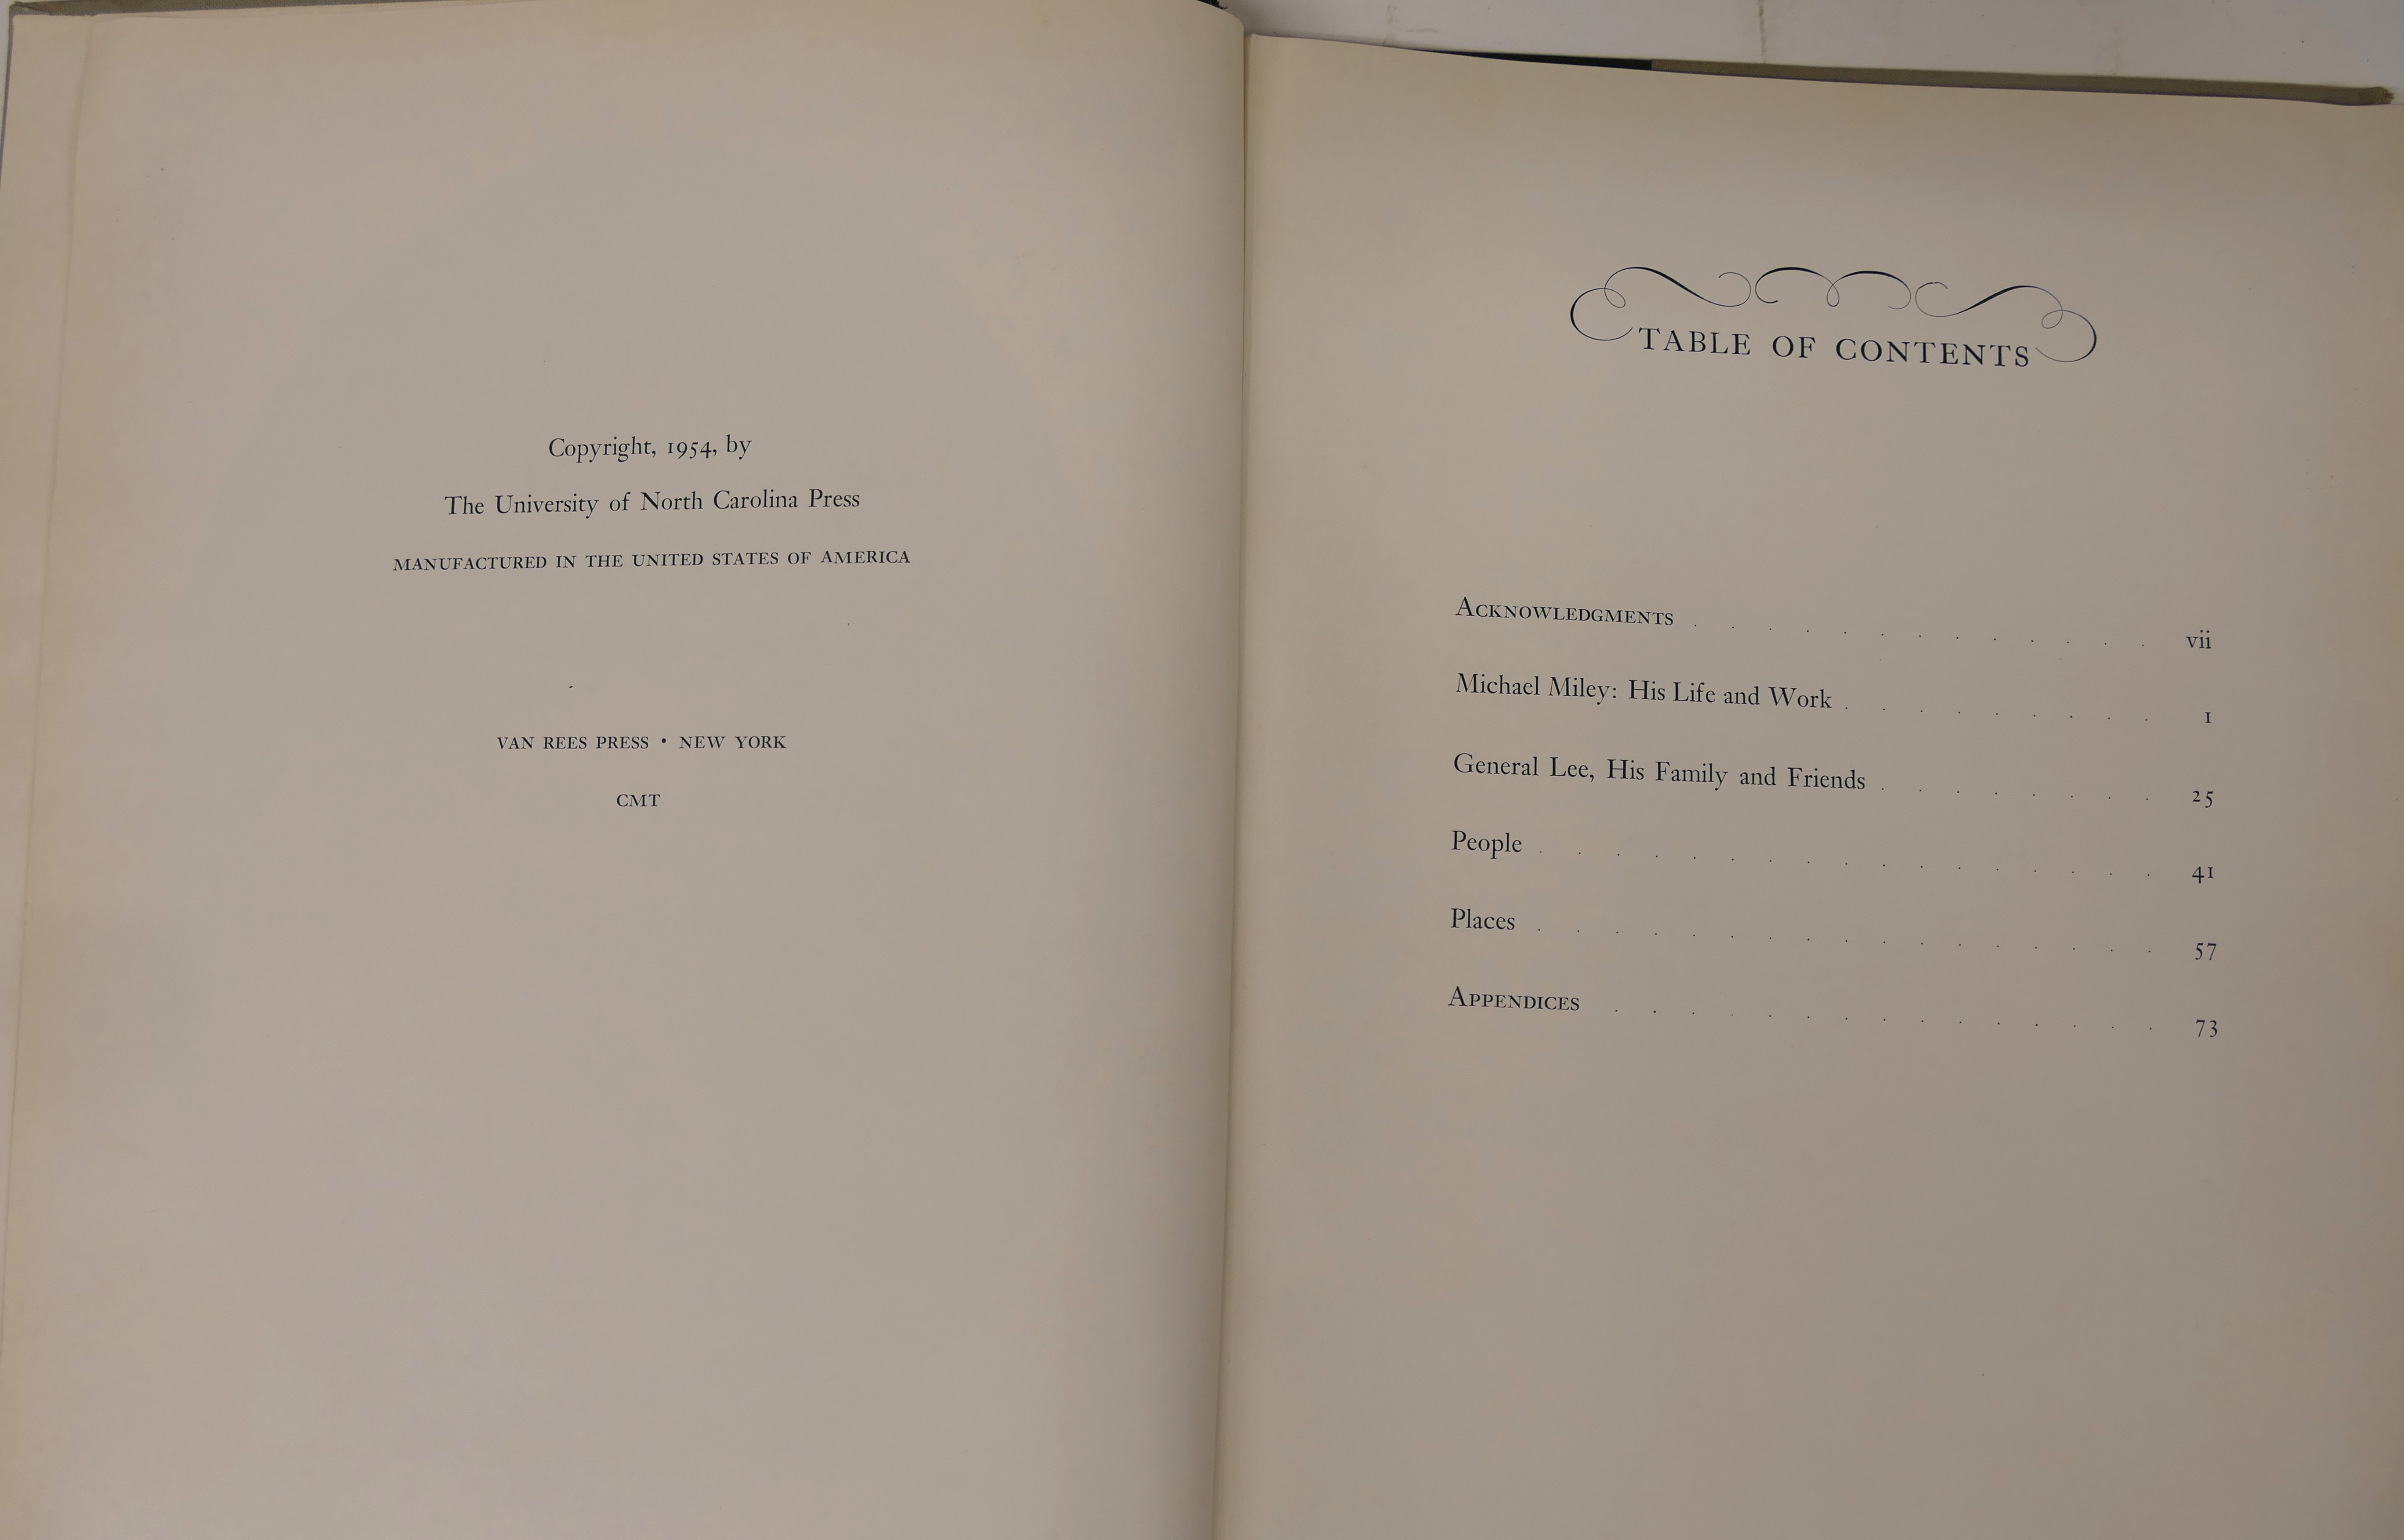 Copyright, 1954, by
The University of North Carolina Press
MANUFACTURED IN THE UNITED STATES OF AMERICA
VAN REES PRESS • NEW YORK
CMT
TABLE OF CONTENTS
ACKNOWLEDGMENTS . . . . . . . . . . . . . vii
Michael Miley: His Life and Work . . . . . . . . . 1
General Lee, His Family and Friends . . . . . . . . 25
People . . . . . . . . . . . . . . . . . 41
Places . . . . . . . . . . . . . . . . . 57
APPENDICES . . . . . . . . . . . . . . . 73